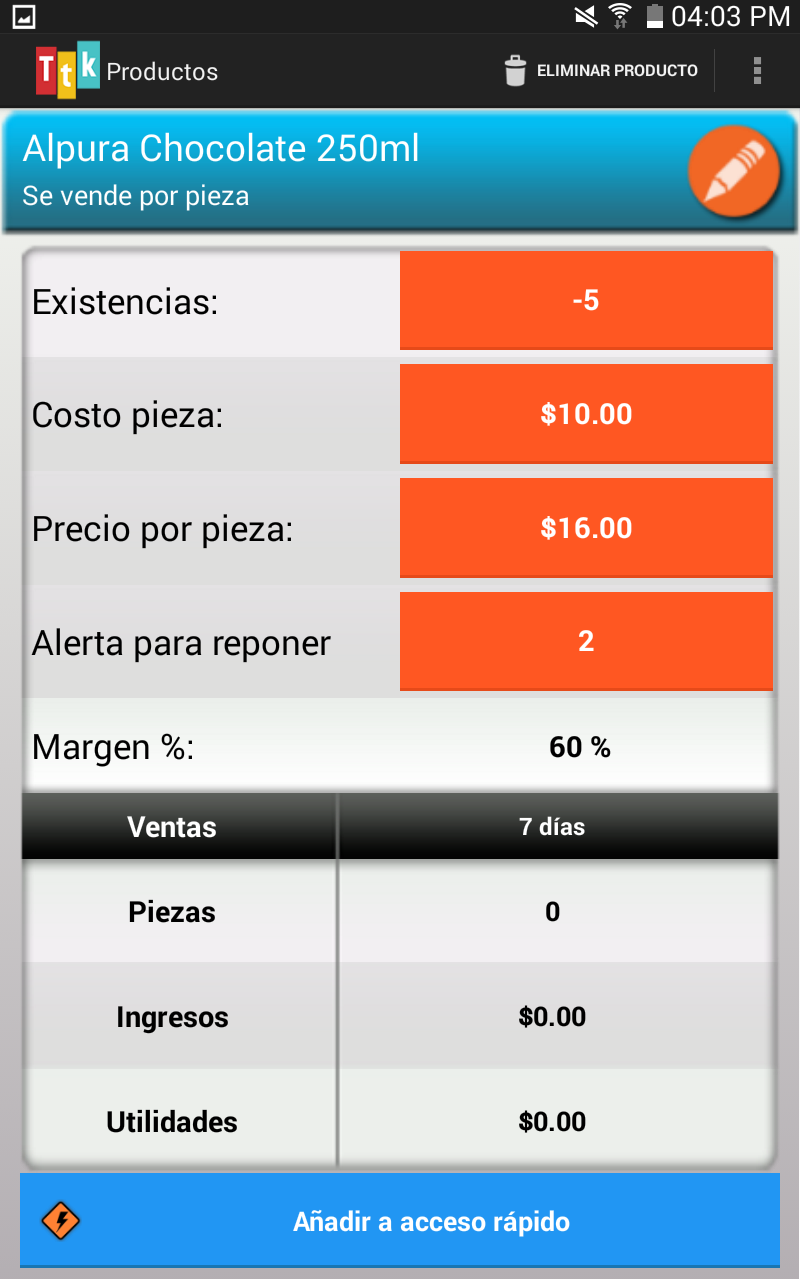 04:03 PM
Ttk Productos ELIMINAR PRODUCTO
Alpura Chocolate 250ml
Se vende por pieza
Existencias: -5
Costo pieza: $10.00
Precio por pieza: $16.00
Alerta para reponer 2
Margen %: 60 %
Ventas 7 días
Piezas 0
Ingresos $0.00
Utilidades $0.00
Añadir a acceso rápido